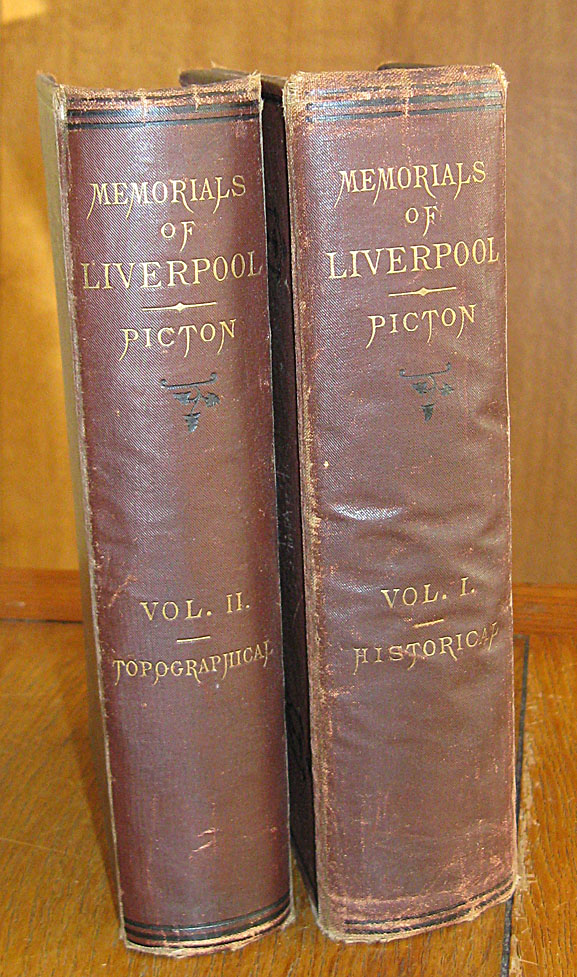 MEMORIALS
OF
LIVERPOOL
PICTON
VOL. II.
TOPOGRAPHICAL
MEMORIALS
OF
LIVERPOOL
PICTON
VOL. I.
HISTORICAL